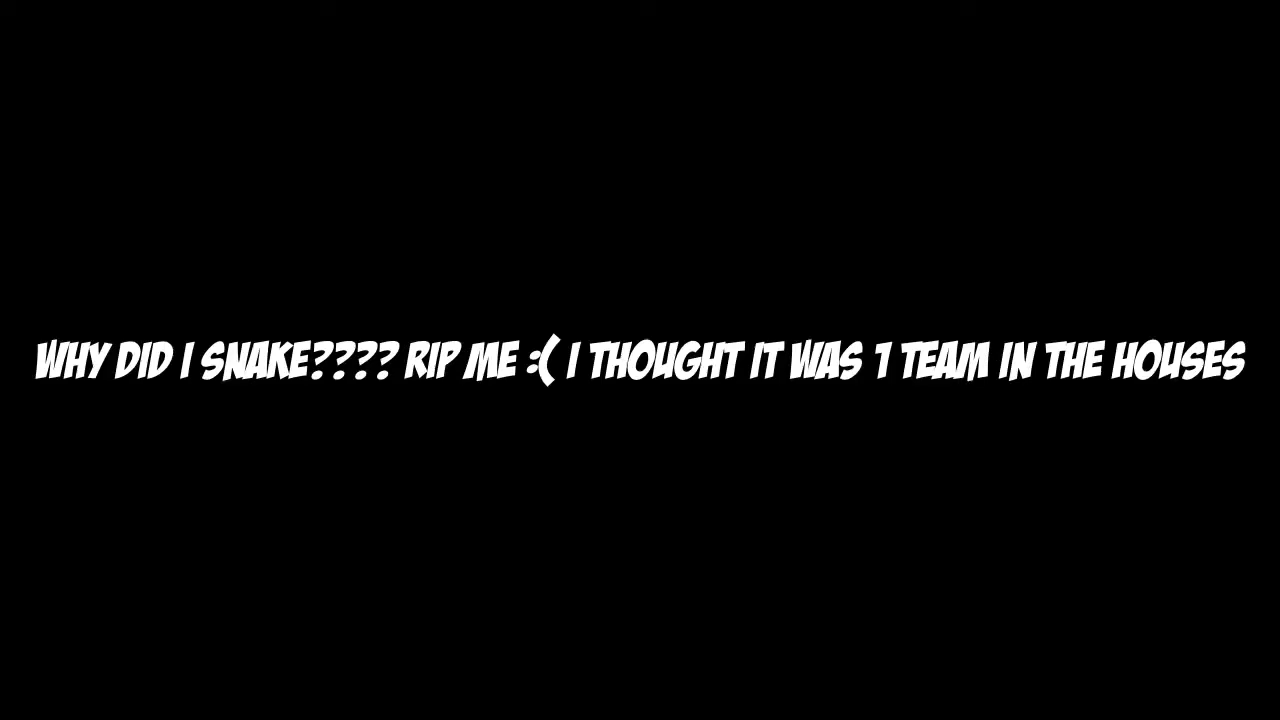 WHY DID I SNAKE???? RIP ME :( I THOUGHT IT WAS 1 TEAM IN THE HOUSES